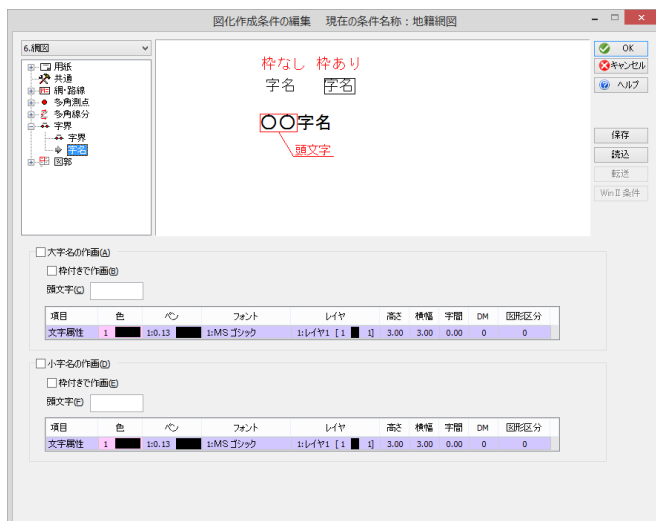 図化作成条件の編集 現在の条件名称：地籍網図
6.網図
用紙
共通
網・路線
多角測点
多角線分
字界
字界
字名
図郭
枠なし 枠あり
字名 字名
〇〇字名
頭文字
OK
キャンセル
ヘルプ
保存
読込
転送
WinⅡ条件
大字名の作画(A)
枠付きで作画(B)
頭文字(C)
項目 色 ペン フォント レイヤ 高さ 横幅 字間 DM 図形区分
文字属性 1 1:0.13 1:MS ゴシック 1:レイヤ1 [ 1 1] 3.00 3.00 0.00 0 0
小字名の作画(D)
枠付きで作画(E)
頭文字(F)
項目 色 ペン フォント レイヤ 高さ 横幅 字間 DM 図形区分
文字属性 1 1:0.13 1:MS ゴシック 1:レイヤ1 [ 1 1] 3.00 3.00 0.00 0 0